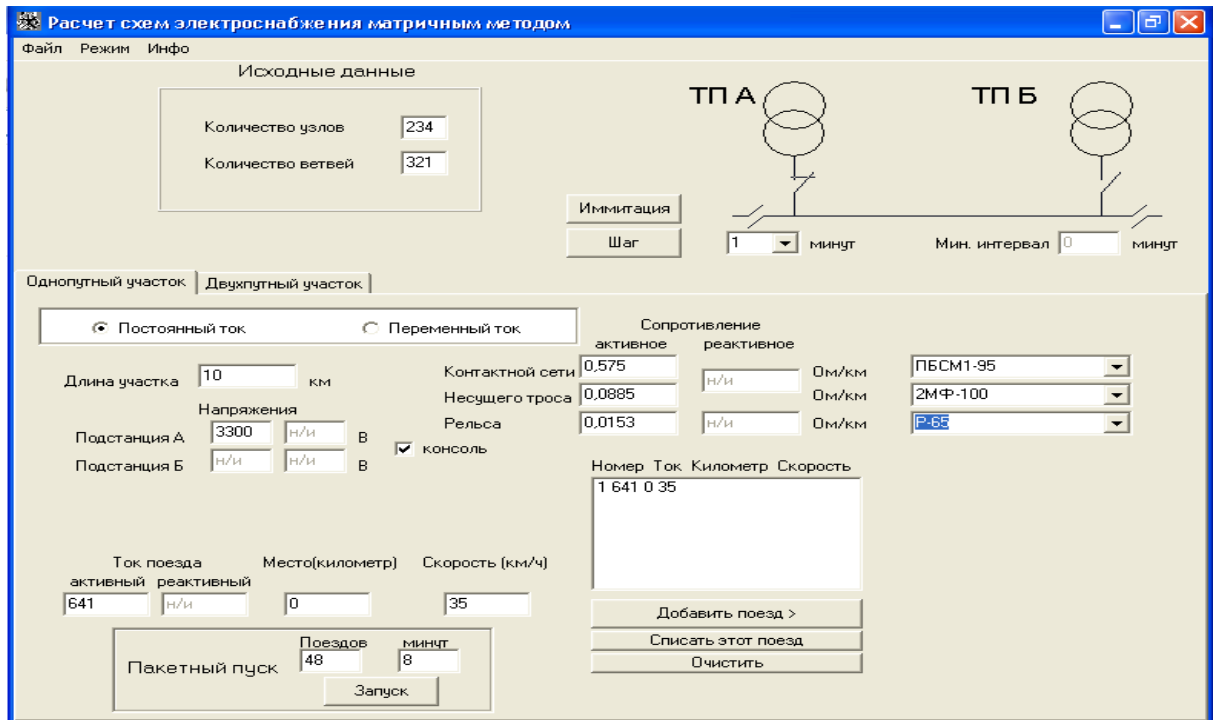 Расчет схем электроснабжения матричным методом
Файл Режим Инфо
Исходные данные
Количество узлов 234
Количество ветвей 321
ТП А ТП Б
Иммитация
Шаг 1 минут Мин. интервал 0 минут
Однопутный участок Двухпутный участок
Постоянный ток Переменный ток
Сопротивление
активное реактивное
Контактной сети 0,575 н/и Ом/км ПБСМ1-95
Несущего троса 0,0885 Ом/км 2МФ-100
Рельса 0,0153 н/и Ом/км Р-65
Длина участка 10 км
Напряжения
Подстанция А 3300 н/и В
Подстанция Б н/и н/и В
консоль
Номер Ток Километр Скорость
1 641 0 35
Ток поезда Место(километр) Скорость (км/ч)
активный реактивный
641 н/и 0 35
Добавить поезд >
Списать этот поезд
Очистить
Поездов минут
Пакетный пуск 48 8
Запуск